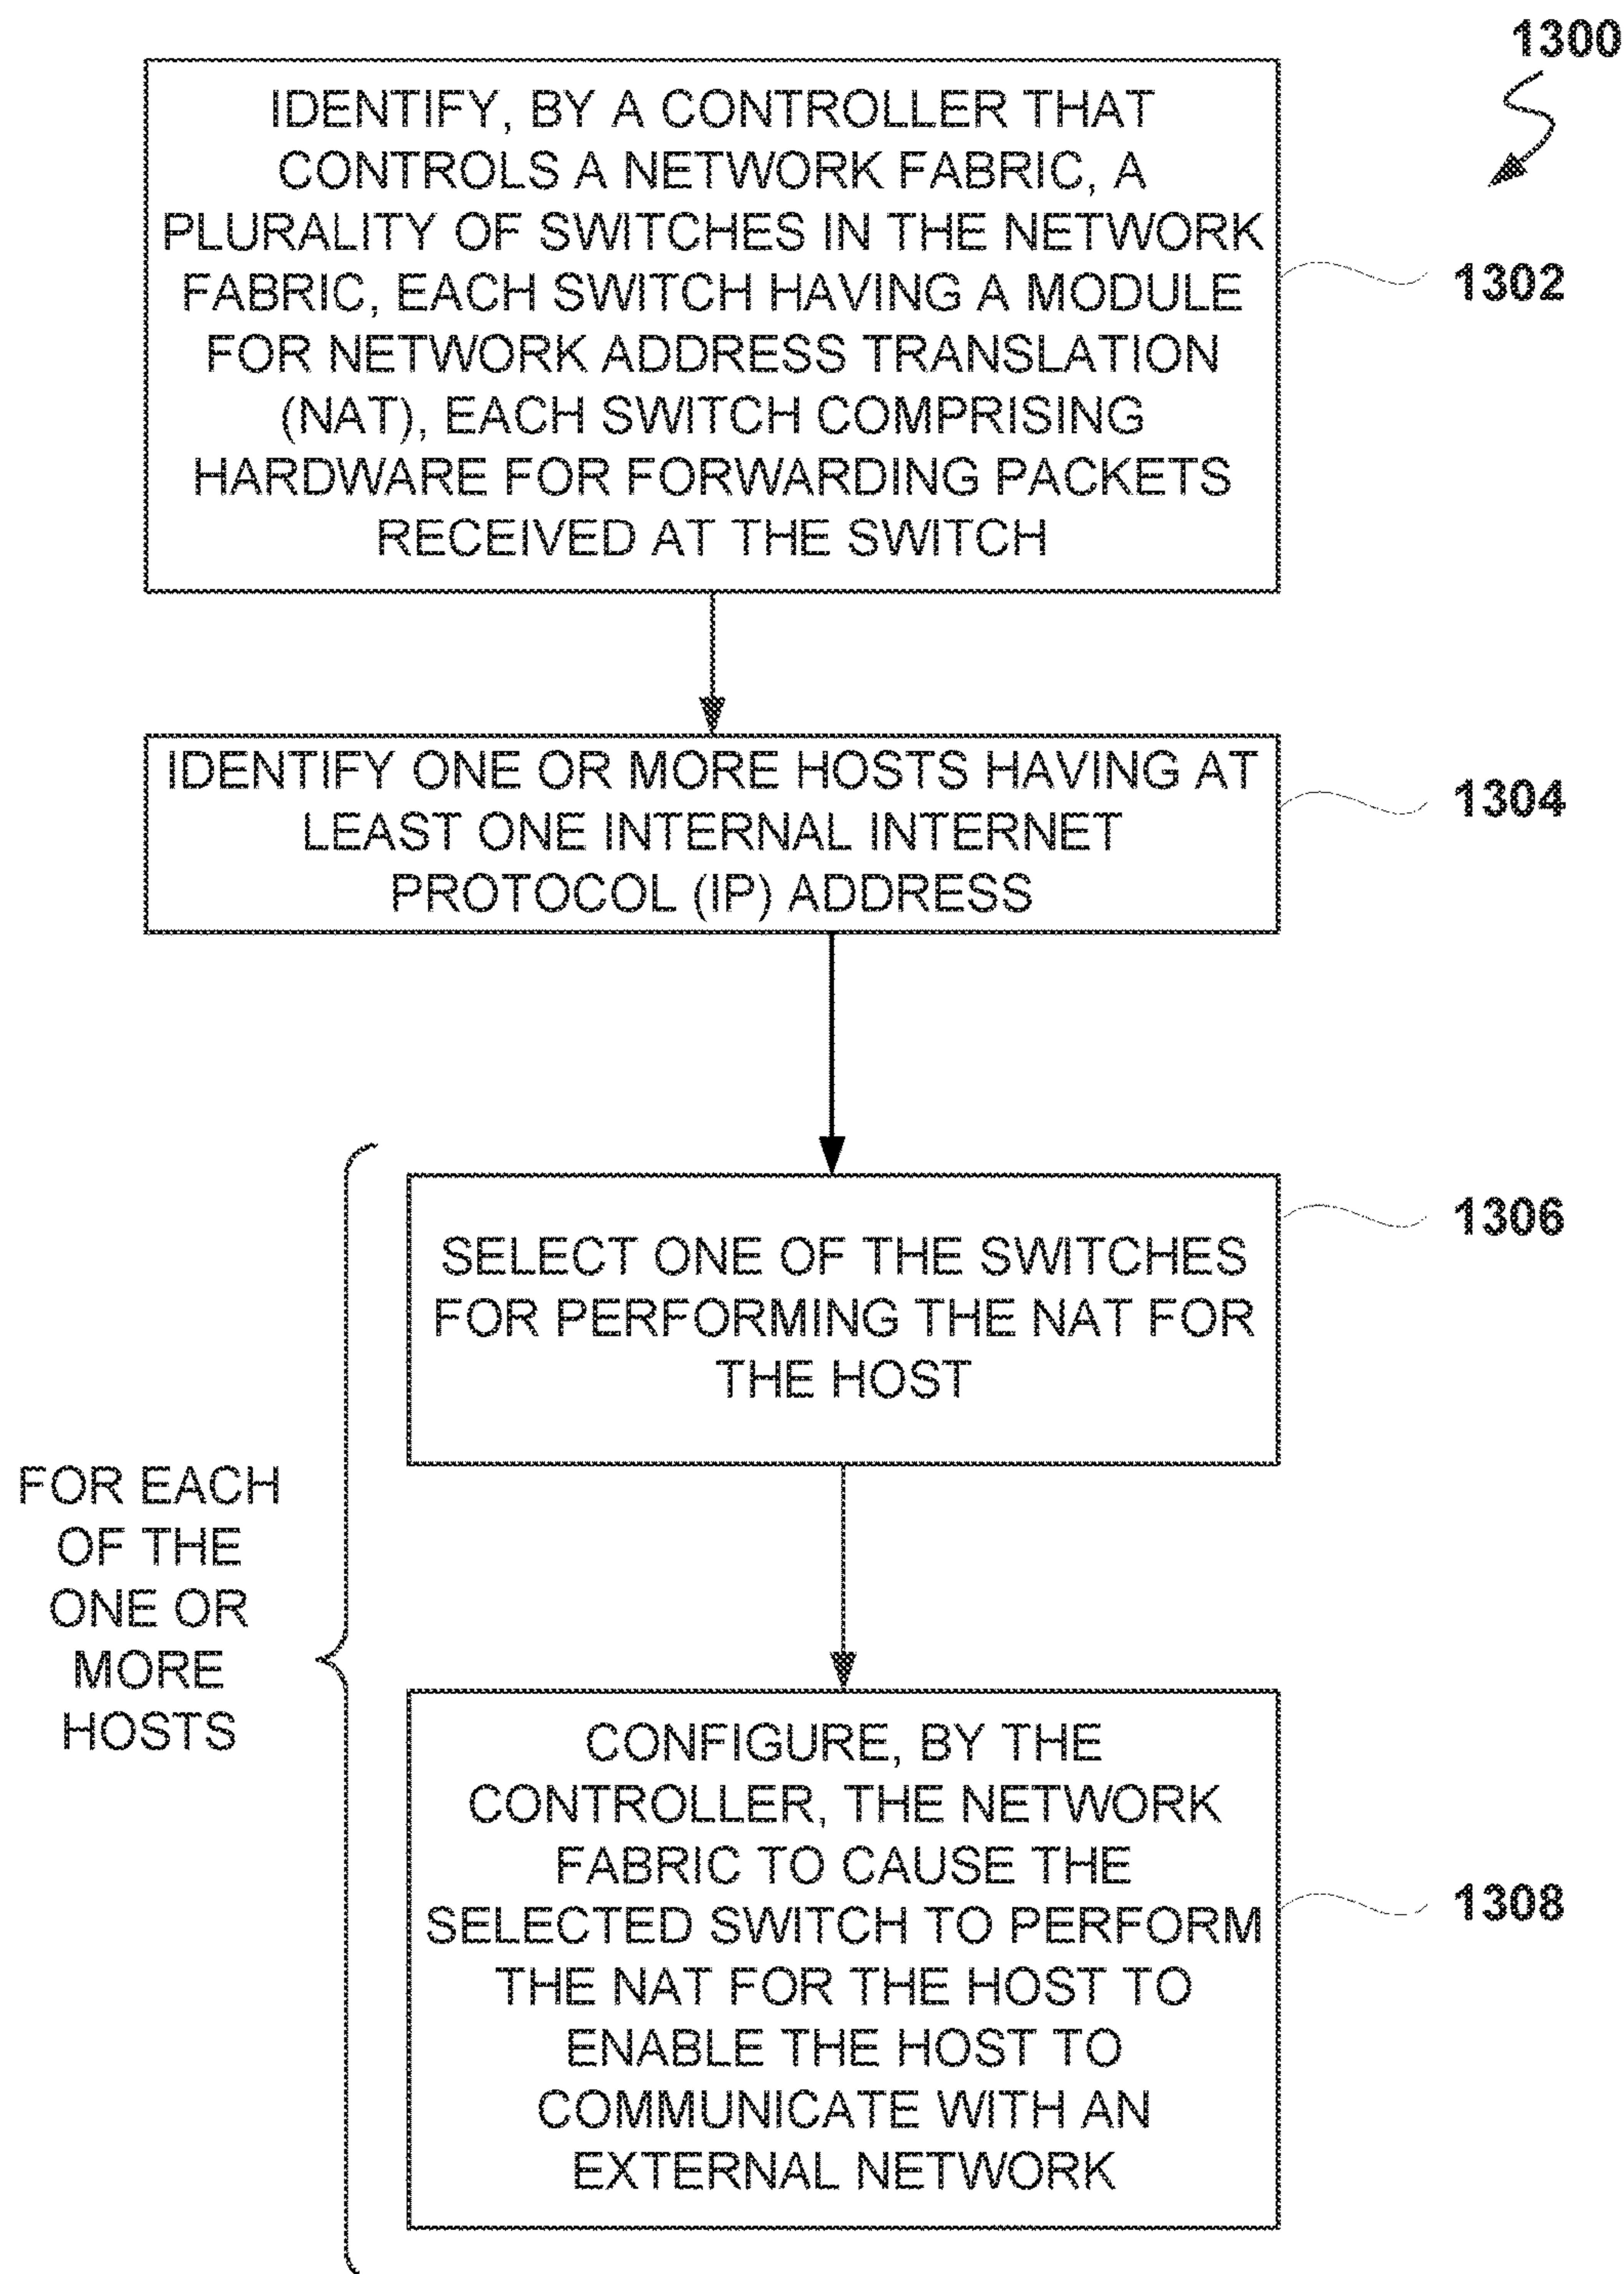 1300
IDENTIFY, BY A CONTROLLER THAT
CONTROLS A NETWORK FABRIC, A
PLURALITY OF SWITCHES IN THE NETWORK
FABRIC, EACH SWITCH HAVING A MODULE
FOR NETWORK ADDRESS TRANSLATION
(NAT), EACH SWITCH COMPRISING
HARDWARE FOR FORWARDING PACKETS
RECEIVED AT THE SWITCH
1302
IDENTIFY ONE OR MORE HOSTS HAVING AT
LEAST ONE INTERNAL INTERNET
PROTOCOL (IP) ADDRESS
1304
FOR EACH
OF THE
ONE OR
MORE
HOSTS
SELECT ONE OF THE SWITCHES
FOR PERFORMING THE NAT FOR
THE HOST
1306
CONFIGURE, BY THE
CONTROLLER, THE NETWORK
FABRIC TO CAUSE THE
SELECTED SWITCH TO PERFORM
THE NAT FOR THE HOST TO
ENABLE THE HOST TO
COMMUNICATE WITH AN
EXTERNAL NETWORK
1308